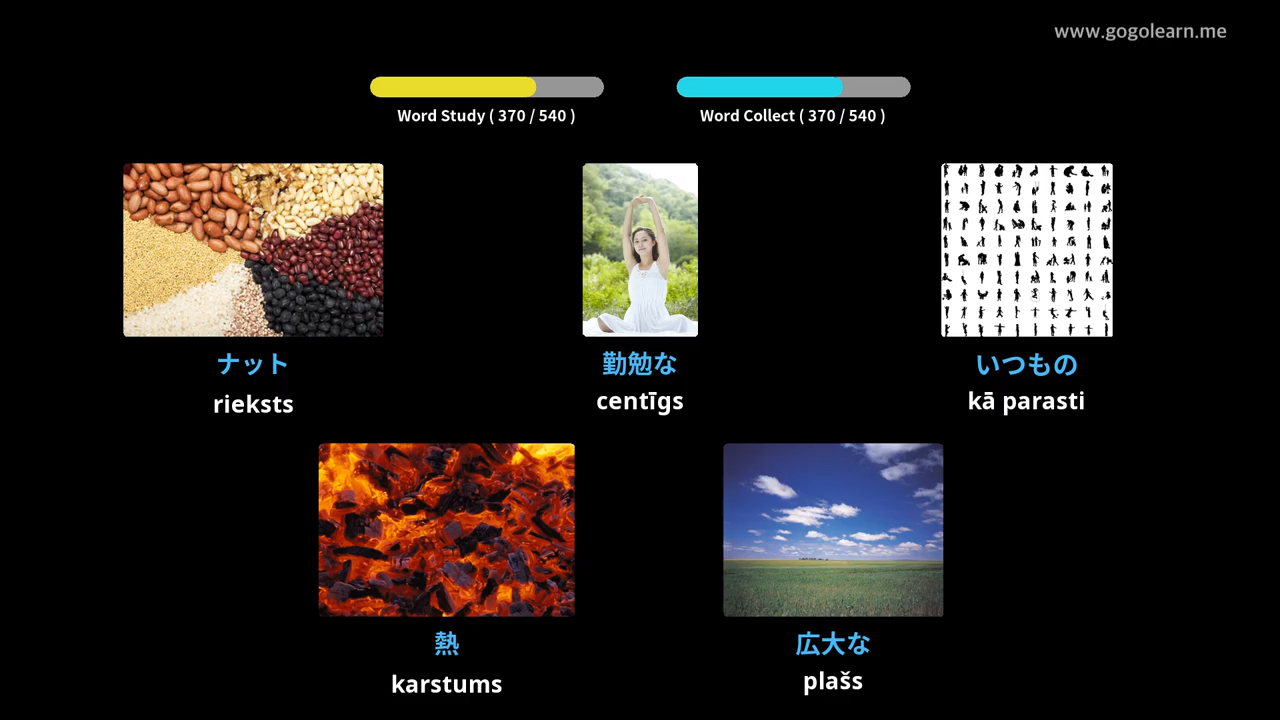 www.gogolearn.me
Word Study ( 370 / 540 )
Word Collect ( 370 / 540 )
ナット
rieksts
勤勉な
centīgs
いつもの
kā parasti
熱
karstums
広大な
plašs